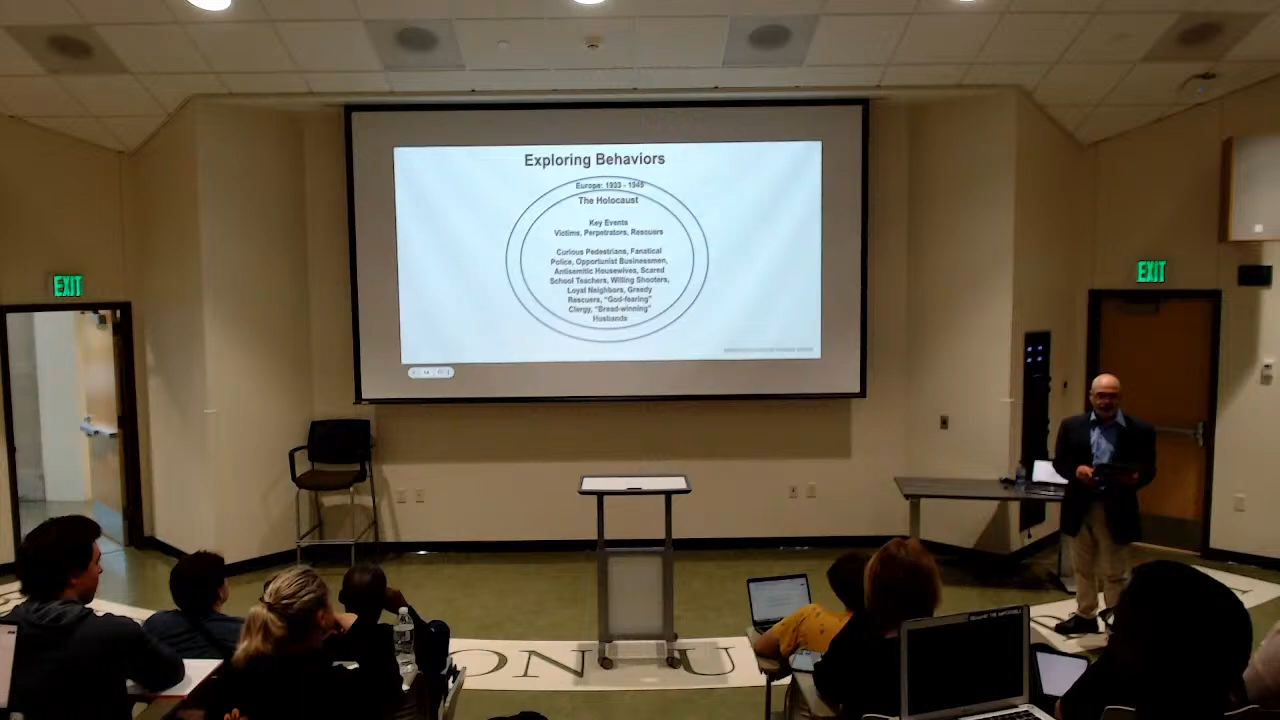 Exploring Behaviors
Europe: 1933 - 1945
The Holocaust
Key Events
Victims, Perpetrators, Rescuers
Curious Pedestrians, Fanatical
Police, Opportunist Businessmen,
Antisemitic Housewives, Scared
School Teachers, Willing Shooters,
Loyal Neighbors, Greedy
Rescuers, "God-fearing"
Clergy, "Bread-winning"
Husbands
EXIT
EXIT
ON U